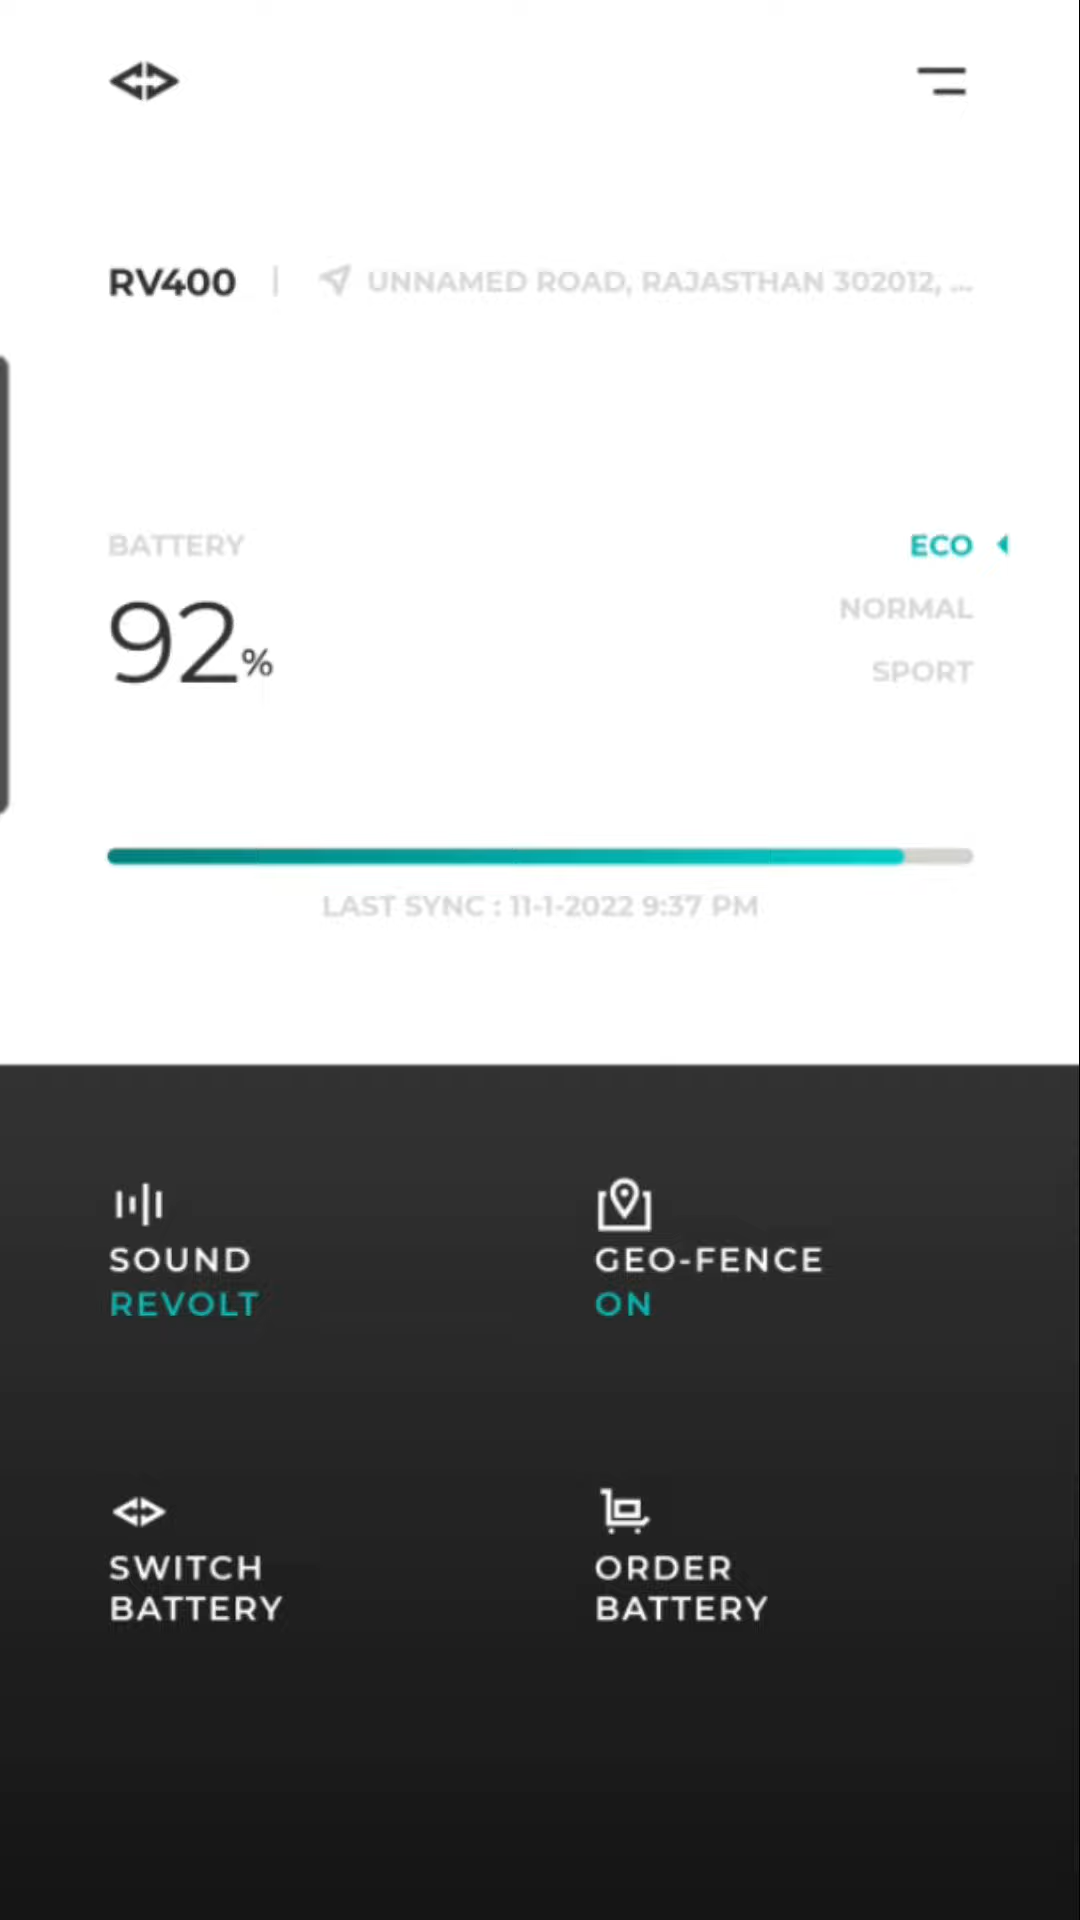 RV400 | UNNAMED ROAD, RAJASTHAN 302012, ...
BATTERY
92%
ECO
NORMAL
SPORT
LAST SYNC : 11-1-2022 9:37 PM
SOUND
REVOLT
GEO-FENCE
ON
SWITCH
BATTERY
ORDER
BATTERY